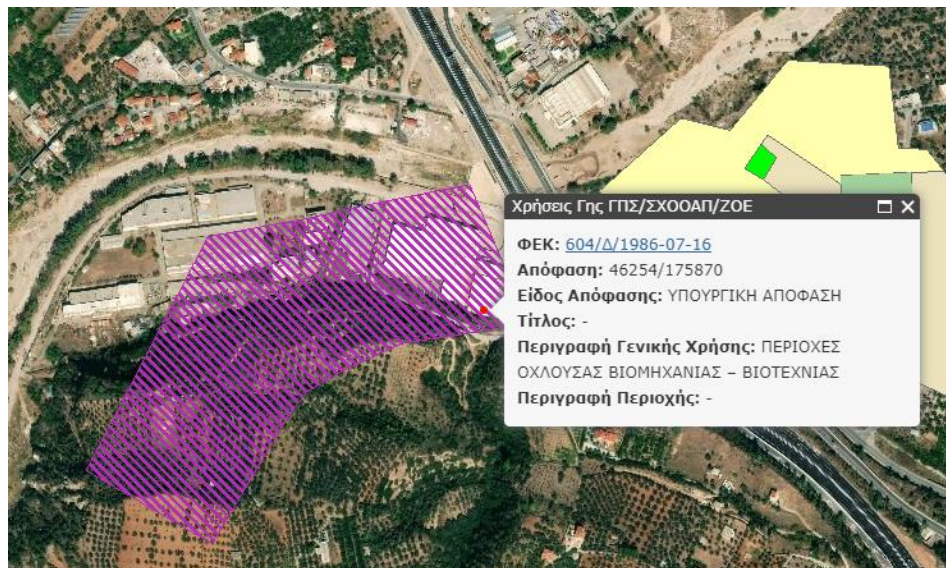 Χρήσεις Γης ΓΠΣ/ΣΧΟΟΑΠ/ΖΟΕ
ΦΕΚ: 604/Δ/1986-07-16
Απόφαση: 46254/175870
Είδος Απόφασης: ΥΠΟΥΡΓΙΚΗ ΑΠΟΦΑΣΗ
Τίτλος: -
Περιγραφή Γενικής Χρήσης: ΠΕΡΙΟΧΕΣ
ΟΧΛΟΥΣΑΣ ΒΙΟΜΗΧΑΝΙΑΣ – ΒΙΟΤΕΧΝΙΑΣ
Περιγραφή Περιοχής: -